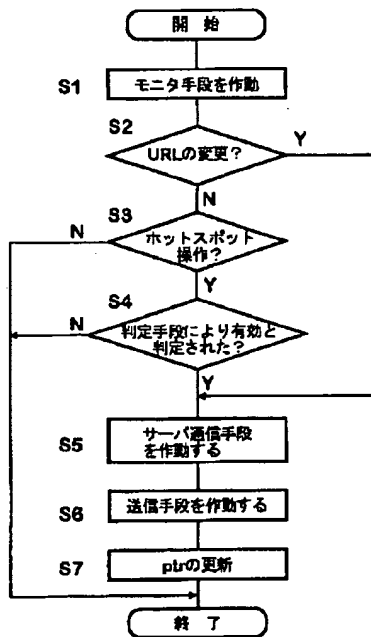 開始
S1
モニタ手段を作動
S2
Y
URLの変更?
N
S3
N
ホットスポット
操作?
Y
S4
N
判定手段により有効と
判定された?
Y
サーバ通信手段
を作動する
S5
送信手段を作動する
S6
ptrの更新
S7
終了